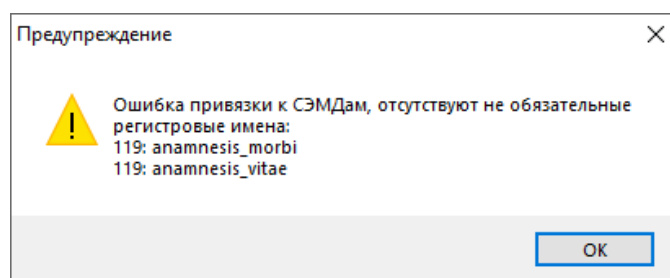 Предупреждение
Ошибка привязки к СЭМДам, отсутствуют не обязательные
регистровые имена:
119: anamnesis_morbi
119: anamnesis_vitae
OK